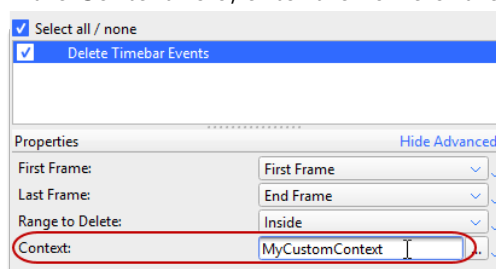 Select all / none
Delete Timebar Events
Properties Hide Advanced
First Frame: First Frame
Last Frame: End Frame
Range to Delete: Inside
Context: MyCustomContext ...